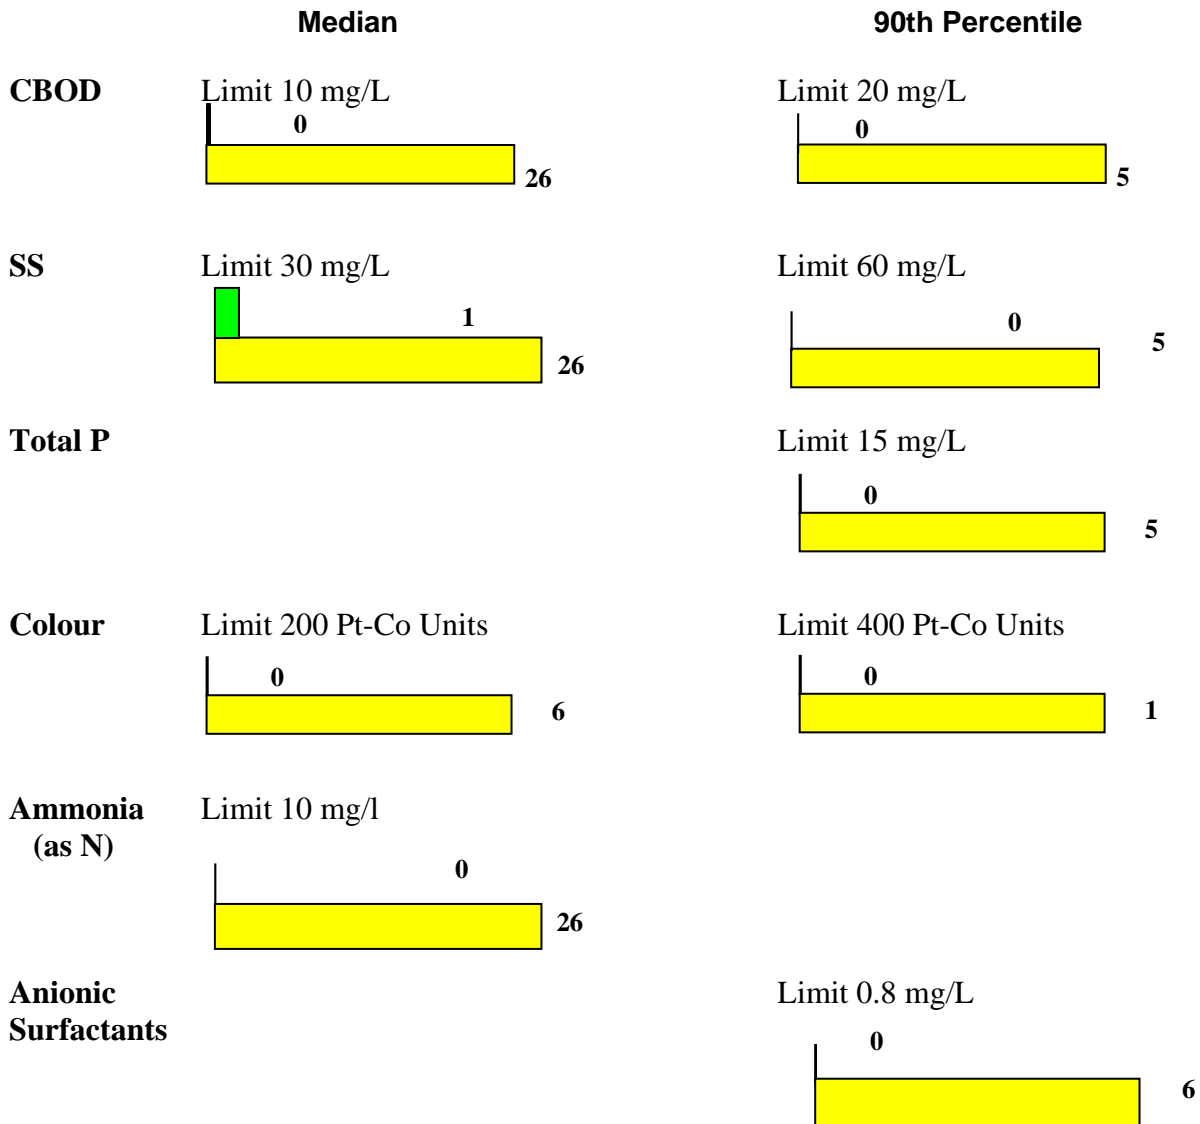 Median 90th Percentile
CBOD Limit 10 mg/L Limit 20 mg/L
0 0
26 5
SS Limit 30 mg/L Limit 60 mg/L
1 0
26 5
Total P Limit 15 mg/L
0
5
Colour Limit 200 Pt-Co Units Limit 400 Pt-Co Units
0 0
6 1
Ammonia Limit 10 mg/l
(as N)
0
26
Anionic Limit 0.8 mg/L
Surfactants
0
6